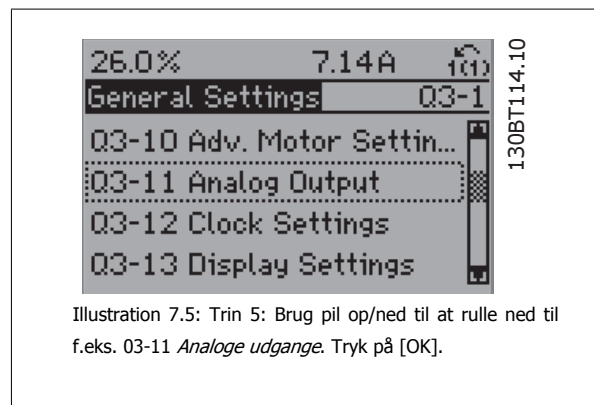 26.0% 7.14A 1(1)
General Settings Q3-1
Q3-10 Adv. Motor Settin...
Q3-11 Analog Output
Q3-12 Clock Settings
Q3-13 Display Settings
130BT114.10
Illustration 7.5: Trin 5: Brug pil op/ned til at rulle ned til
f.eks. 03-11 Analoge udgange. Tryk på [OK].